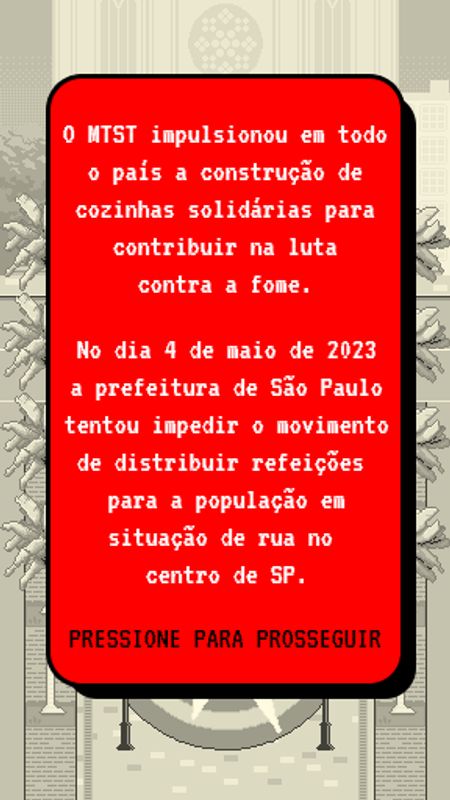 O MTST impulsionou em todo
o país a construção de
cozinhas solidárias para
contribuir na luta
contra a fome.
No dia 4 de maio de 2023
a prefeitura de São Paulo
tentou impedir o movimento
de distribuir refeições
para a população em
situação de rua no
centro de SP.
PRESSIONE PARA PROSSEGUIR